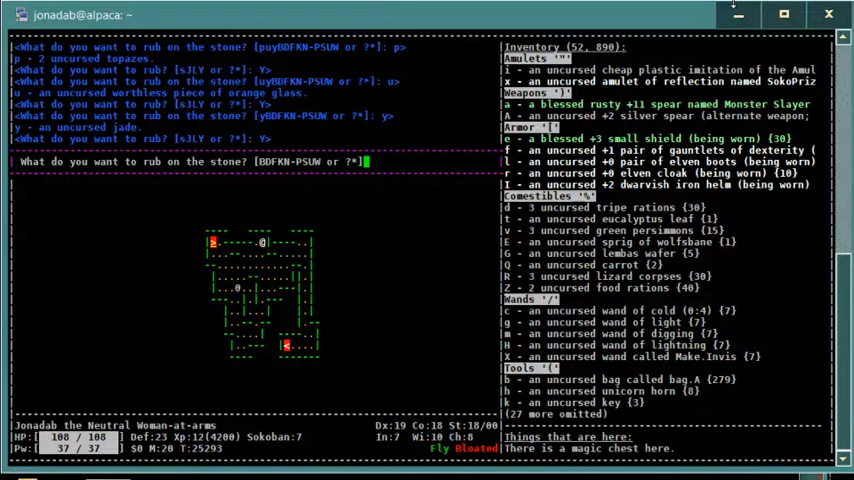 jonadab@alpaca: ~
<What do you want to rub on the stone? [puyBDFKN-PSUW or ?*]: p>
p - 2 uncursed topazes.
<What do you want to rub? [sJLY or ?*]: Y>
<What do you want to rub on the stone? [uyBDFKN-PSUW or ?*]: u>
u - an uncursed worthless piece of orange glass.
<What do you want to rub? [sJLY or ?*]: Y>
<What do you want to rub on the stone? [yBDFKN-PSUW or ?*]: y>
y - an uncursed jade.
<What do you want to rub? [sJLY or ?*]: Y>
What do you want to rub on the stone? [BDFKN-PSUW or ?*]
Jonadab the Neutral Woman-at-arms Dx:19 Co:18 St:18/00
HP:[ 108 / 108 ] Def:23 Xp:12(4200) Sokoban:7 In:7 Wi:10 Ch:8
Pw:[ 37 / 37 ] $0 M:20 T:25293 Fly Bloated
Inventory (52, 890):
Amulets '"'
i - an uncursed cheap plastic imitation of the Amul
x - an uncursed amulet of reflection named SokoPriz
Weapons ')'
a - a blessed rusty +11 spear named Monster Slayer
A - an uncursed +2 silver spear (alternate weapon;
Armor '['
e - a blessed +3 small shield (being worn) {30}
f - an uncursed +1 pair of gauntlets of dexterity (
l - an uncursed +0 pair of elven boots (being worn)
r - an uncursed +0 elven cloak (being worn) {10}
I - an uncursed +2 dwarvish iron helm (being worn)
Comestibles '%'
d - 3 uncursed tripe rations {30}
t - an uncursed eucalyptus leaf {1}
v - 3 uncursed green persimmons {15}
E - an uncursed sprig of wolfsbane {1}
G - an uncursed lembas wafer {5}
Q - an uncursed carrot {2}
R - 3 uncursed lizard corpses {30}
Z - 2 uncursed food rations {40}
Wands '/'
c - an uncursed wand of cold (0:4) {7}
g - an uncursed wand of light {7}
m - an uncursed wand of digging {7}
H - an uncursed wand of lightning {7}
X - an uncursed wand called Make.Invis {7}
Tools '('
b - an uncursed bag called bag.A {279}
h - an uncursed unicorn horn {8}
k - an uncursed key {3}
(27 more omitted)
Things that are here:
There is a magic chest here.